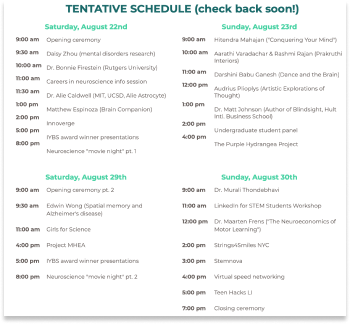 TENTATIVE SCHEDULE (check back soon!)
Saturday, August 22nd
9:00 am Opening ceremony
9:30 am Daisy Zhou (mental disorders research)
10:00 am Dr. Bonnie Firestein (Rutgers University)
11:00 am Careers in neuroscience info session
11:30 am Dr. Alie Caldwell (MIT, UCSD, Alie Astrocyte)
1:00 pm Matthew Espinoza (Brain Companion)
2:00 pm Innoverge
5:00 pm IYBS award winner presentations
8:00 pm Neuroscience "movie night" pt. 1
Sunday, August 23rd
9:00 am Hitendra Mahajan ("Conquering Your Mind")
10:00 am Aarathi Varadachar & Rashmi Rajan (Prakruthi
Interiors)
11:00 am Darshini Babu Ganesh (Dance and the Brain)
12:00 pm Audrius Plioplys (Artistic Explorations of
Thought)
1:00 pm Dr. Matt Johnson (Author of Blindsight, Hult
Intl. Business School)
2:00 pm Undergraduate student panel
4:00 pm The Purple Hydrangea Project
Saturday, August 29th
9:00 am Opening ceremony pt. 2
9:30 am Edwin Wong (Spatial memory and
Alzheimer's disease)
11:00 am Girls for Science
4:00 pm Project MHEA
5:00 pm IYBS award winner presentations
8:00 pm Neuroscience "movie night" pt. 2
Sunday, August 30th
9:00 am Dr. Murali Thondebhavi
11:00 am LinkedIn for STEM Students Workshop
12:00 pm Dr. Maarten Frens ("The Neuroeconomics of
Motor Learning")
2:00 pm Strings4Smiles NYC
3:00 pm Stemnova
4:00 pm Virtual speed networking
5:00 pm Teen Hacks LI
7:00 pm Closing ceremony